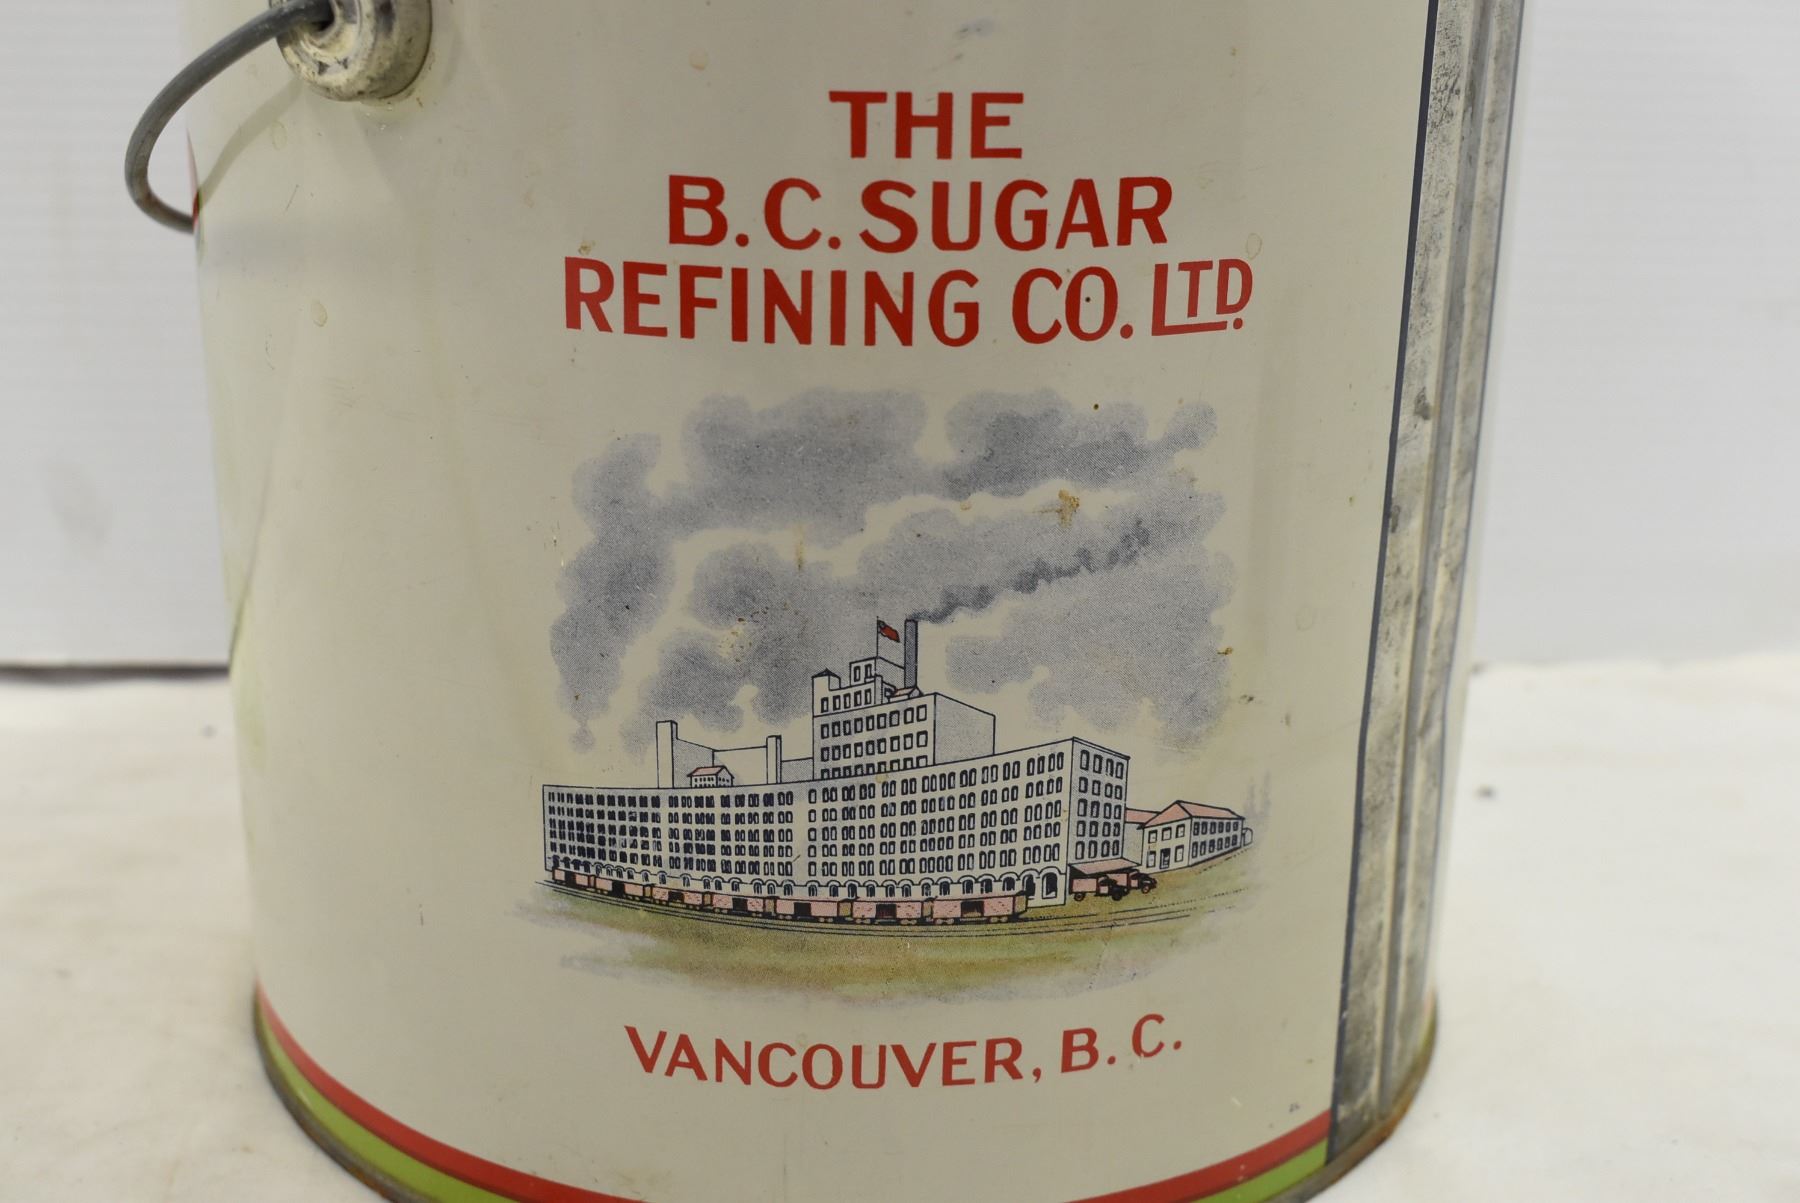 THE
B.C. SUGAR
REFINING CO. LTD.
VANCOUVER, B.C.